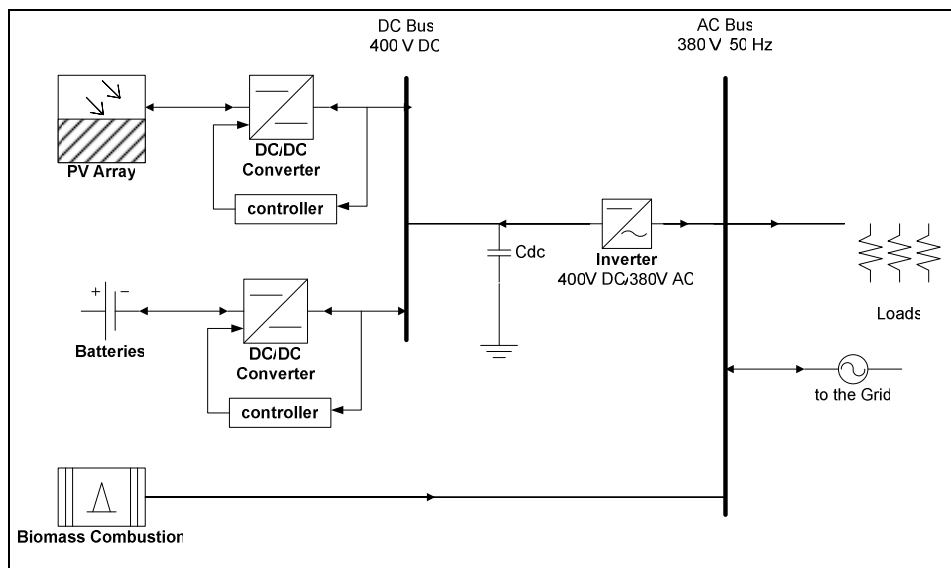 DC Bus
400 V DC
AC Bus
380 V 50 Hz
DC/DC
Converter
PV Array
controller
Cdc
Inverter
400V DC/380V AC
Loads
+ −
Batteries
DC/DC
Converter
controller
to the Grid
Biomass Combustion